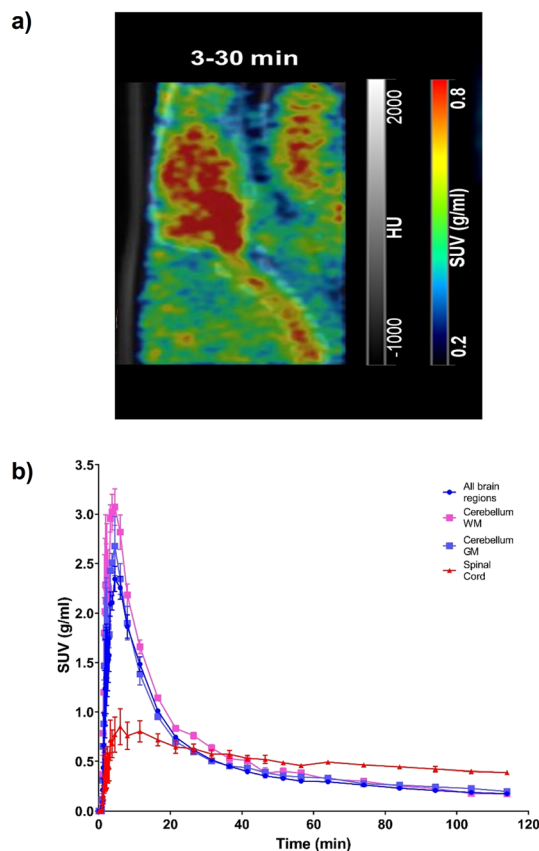 a)
3-30 min
2000
HU
-1000
0.8
SUV (g/ml)
0.2
b)
3.5
3.0
2.5
2.0
1.5
1.0
0.5
0.0
SUV (g/ml)
0
20
40
60
80
100
120
Time (min)
All brain
regions
Cerebellum
WM
Cerebellum
GM
Spinal
Cord